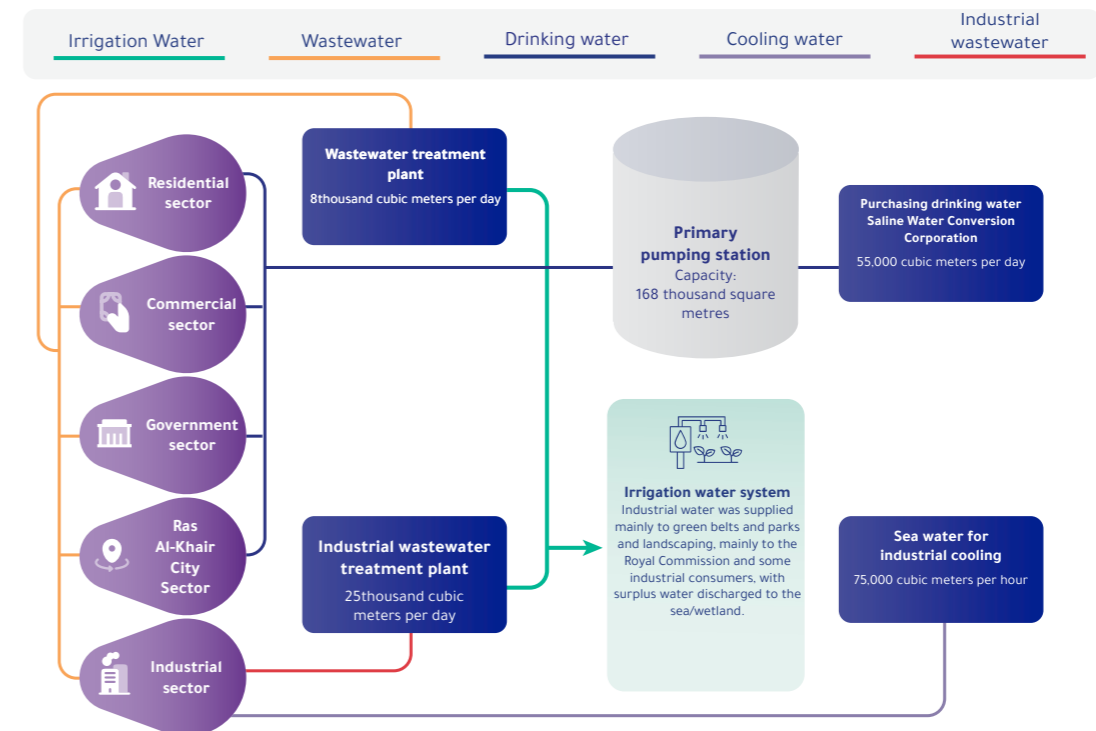 Irrigation Water
Wastewater
Drinking water
Cooling water
Industrial
wastewater
Residential
sector
Commercial
sector
Government
sector
Ras
Al-Khair
City
Sector
Industrial
sector
Wastewater treatment
plant
8thousand cubic meters per day
Industrial wastewater
treatment plant
25thousand cubic
meters per day
Primary
pumping station
Capacity:
168 thousand square
metres
Irrigation water system
Industrial water was supplied
mainly to green belts and parks
and landscaping, mainly to the
Royal Commission and some
industrial consumers, with
surplus water discharged to the
sea/wetland.
Purchasing drinking water
Saline Water Conversion
Corporation
55,000 cubic meters per day
Sea water for
industrial cooling
75,000 cubic meters per hour